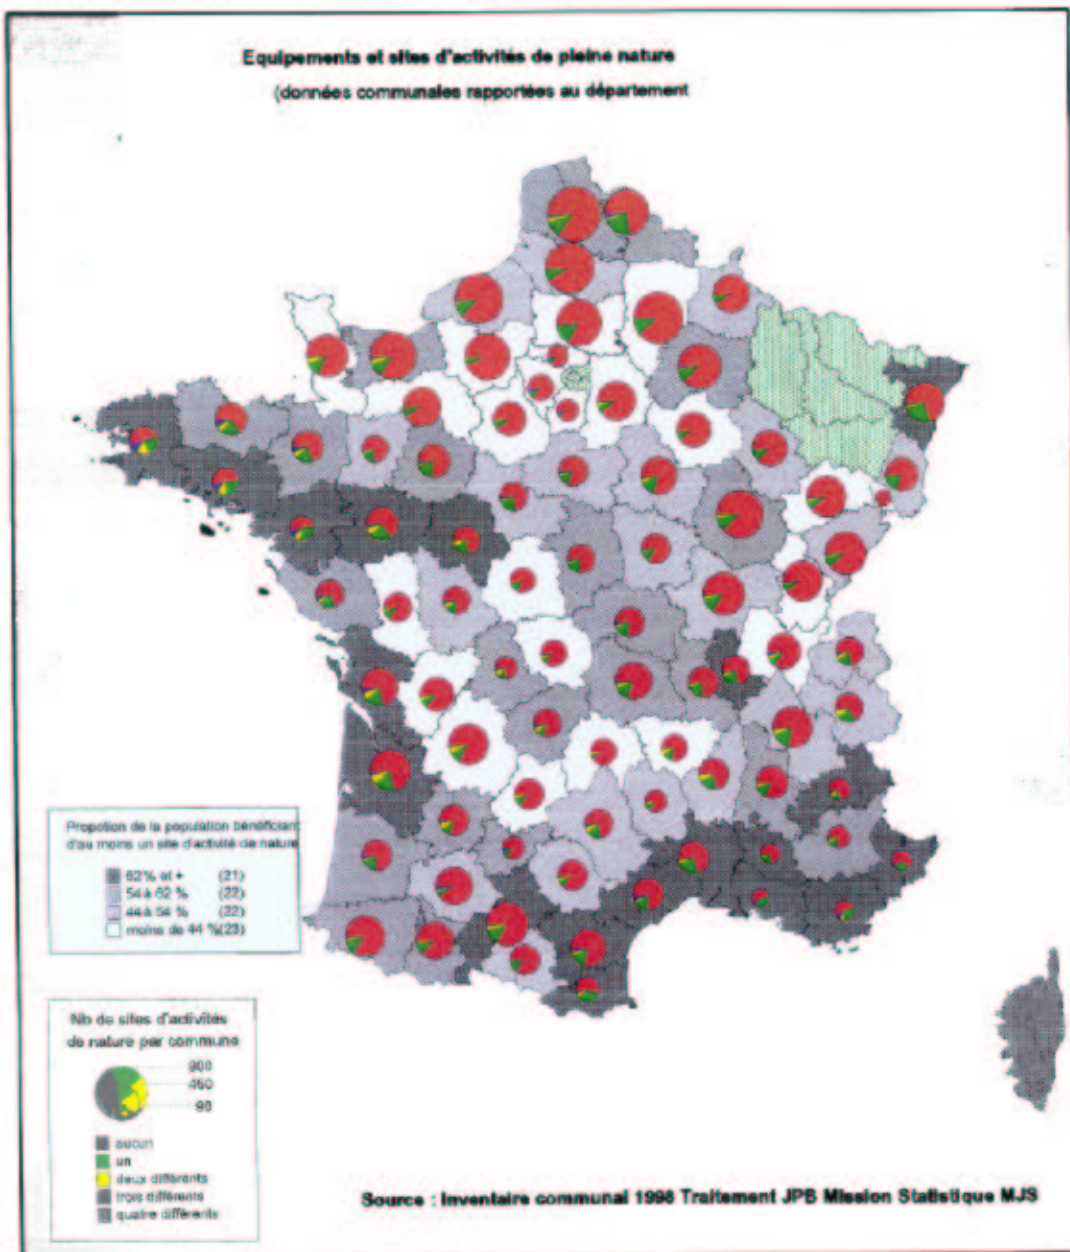 Equipements et sites d'activités de pleine nature
(données communales rapportées au département
Propotion de la population bénéficiant
d'au moins un site d'activité de nature
62% et + (21)
54 à 62 % (22)
44 à 54 % (22)
moins de 44 %(23)
Nb de sites d'activités
de nature par commune
900
450
90
aucun
un
deux différents
trois différents
quatre différents
Source : Inventaire communal 1998 Traitement JPB Mission Statistique MJS